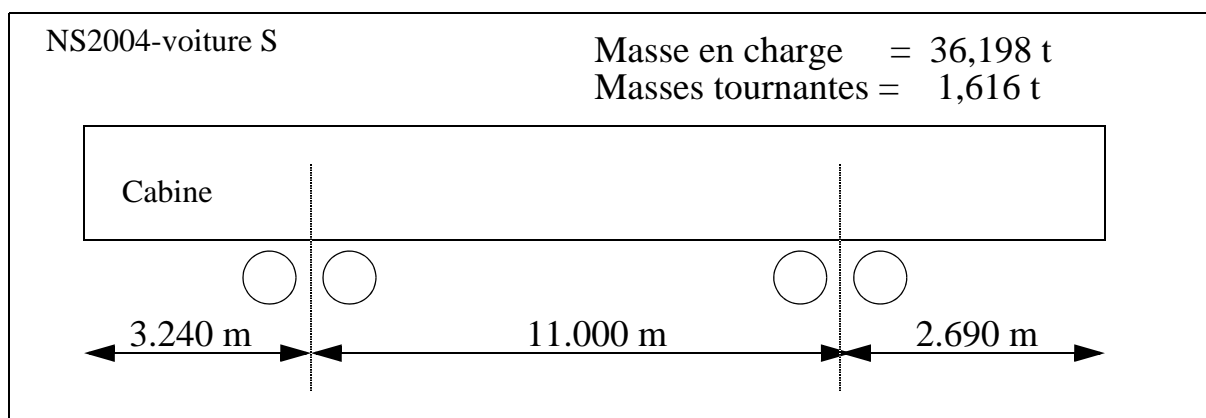 NS2004-voiture S
Masse en charge = 36,198 t
Masses tournantes = 1,616 t
Cabine
3.240 m 11.000 m 2.690 m